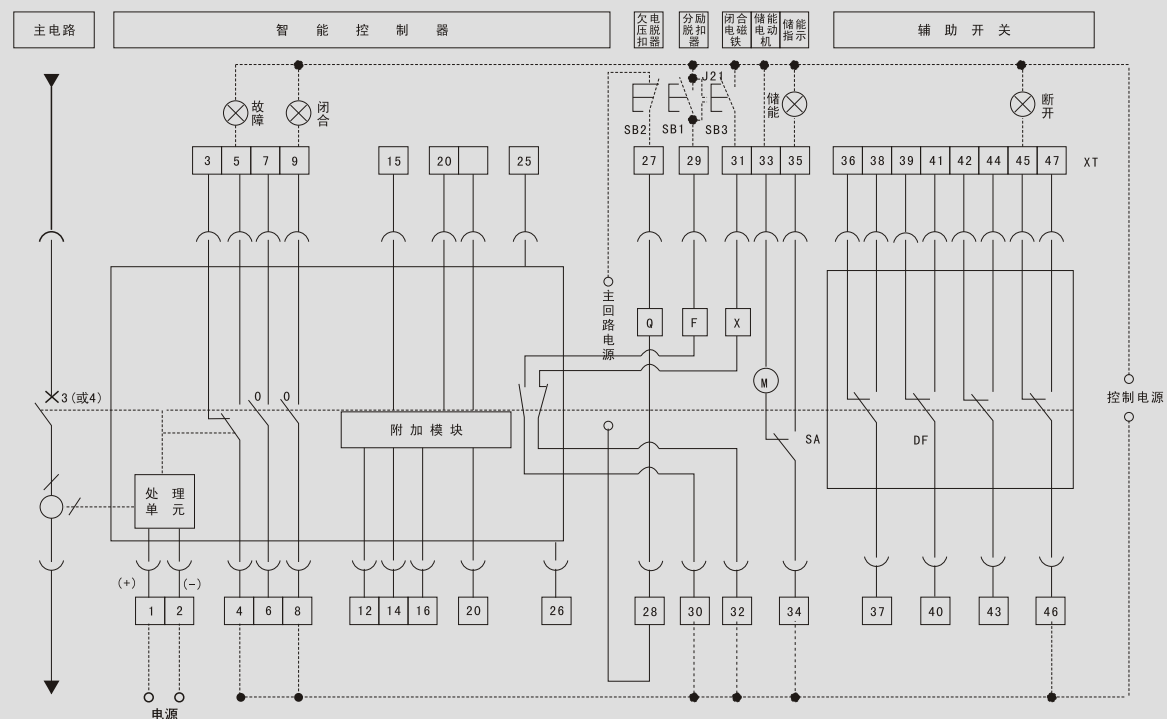 主电路
智能控制器
欠电压脱扣器
分励脱扣器
闭合电磁铁
储能电动机
储能指示
辅助开关
故障
闭合
J21
储能
断开
SB2
SB1
SB3
3 5 7 9 15 20 25 27 29 31 33 35 36 38 39 41 42 44 45 47 XT
主回路电源
Q F X
M
3(或4)
O O
控制电源
附加模块
SA
DF
处理单元
(+) (-)
1 2 4 6 8 12 14 16 20 26 28 30 32 34 37 40 43 46
电源